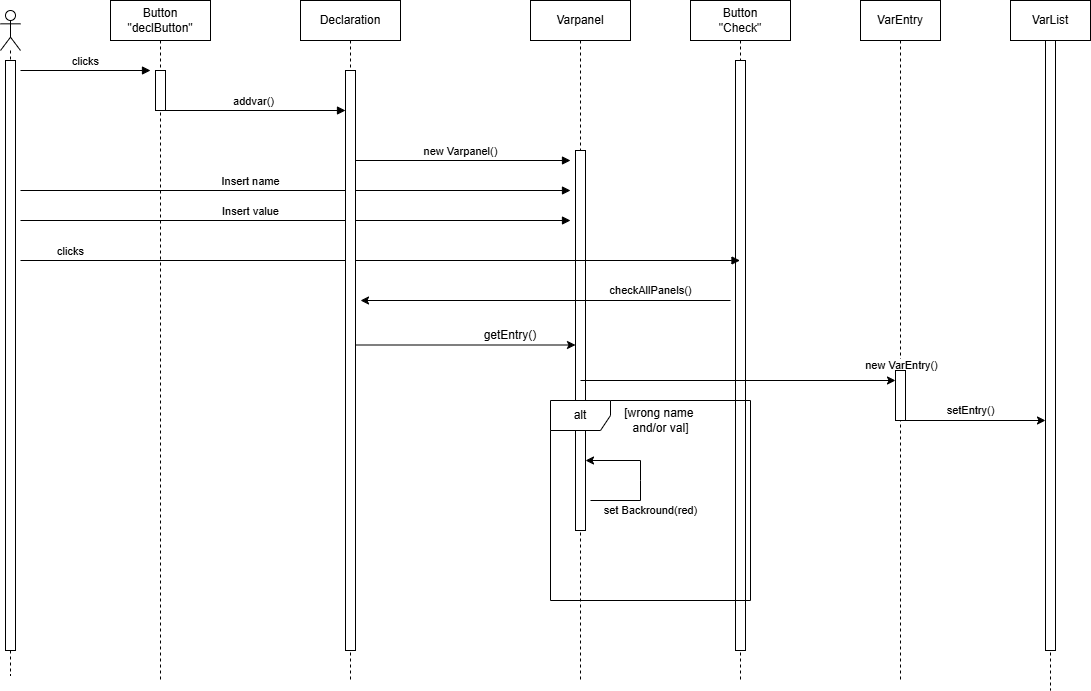 Button
"declButton"
Declaration
Varpanel
Button
"Check"
VarEntry
VarList
clicks
addvar()
new Varpanel()
Insert name
Insert value
clicks
checkAllPanels()
getEntry()
new VarEntry()
setEntry()
alt
[wrong name
and/or val]
set Backround(red)